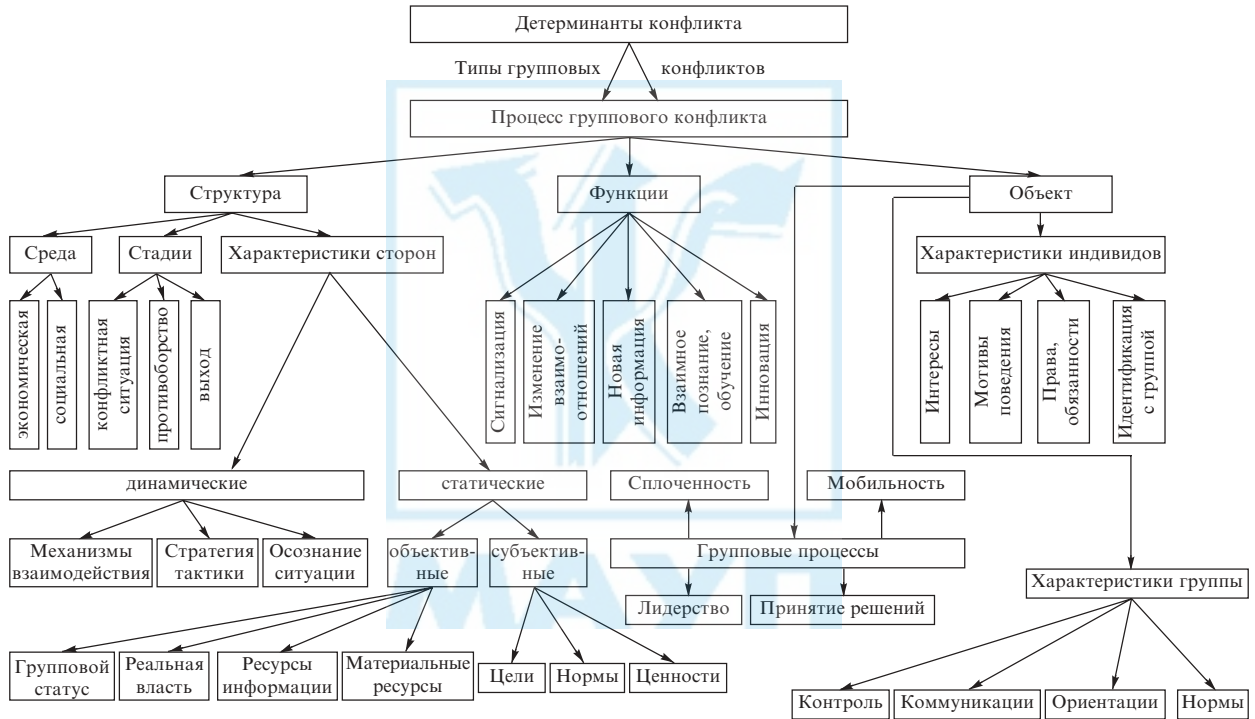 Детерминанты конфликта
Типы групповых конфликтов
Процесс группового конфликта
Структура
Функции
Объект
Среда
Стадии
Характеристики сторон
Характеристики индивидов
экономическая
социальная
конфликтная
ситуация
противоборство
выход
Сигнализация
Изменение
взаимо-
отношений
Новая
информация
Взаимное
познание,
обучение
Инновация
Интересы
Мотивы
поведения
Права,
обязанности
Идентификация
с группой
динамические
статические
Сплоченность
Мобильность
Механизмы
взаимодействия
Стратегия
тактики
Осознание
ситуации
объектив-
ные
субъектив-
ные
Групповые процессы
Лидерство
Принятие решений
Характеристики группы
Групповой
статус
Реальная
власть
Ресурсы
информации
Материальные
ресурсы
Цели
Нормы
Ценности
Контроль
Коммуникации
Ориентации
Нормы
МАУП